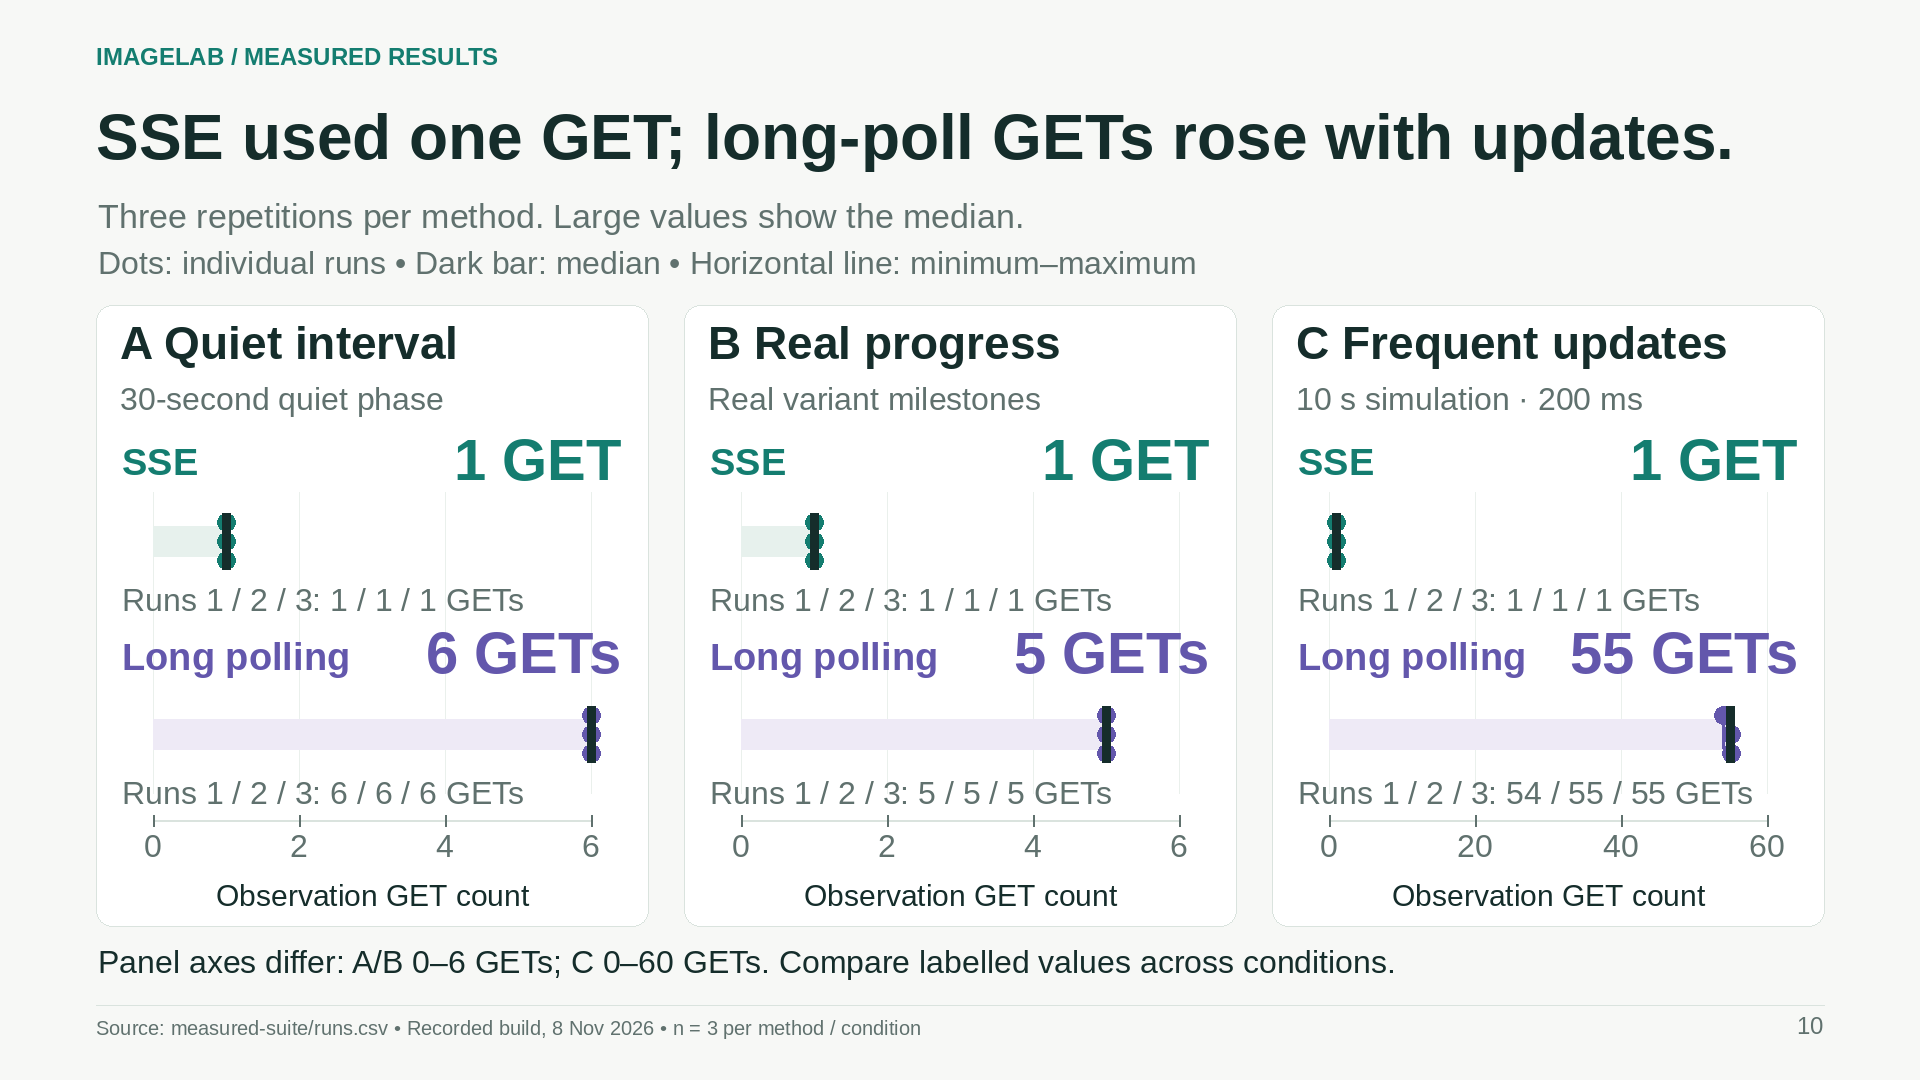 IMAGELAB / MEASURED RESULTS
SSE used one GET; long-poll GETs rose with updates.
Three repetitions per method. Large values show the median.
Dots: individual runs • Dark bar: median • Horizontal line: minimum–maximum
A Quiet interval
30-second quiet phase
SSE 1 GET
Runs 1 / 2 / 3: 1 / 1 / 1 GETs
Long polling 6 GETs
Runs 1 / 2 / 3: 6 / 6 / 6 GETs
0 2 4 6
Observation GET count
B Real progress
Real variant milestones
SSE 1 GET
Runs 1 / 2 / 3: 1 / 1 / 1 GETs
Long polling 5 GETs
Runs 1 / 2 / 3: 5 / 5 / 5 GETs
0 2 4 6
Observation GET count
C Frequent updates
10 s simulation · 200 ms
SSE 1 GET
Runs 1 / 2 / 3: 1 / 1 / 1 GETs
Long polling 55 GETs
Runs 1 / 2 / 3: 54 / 55 / 55 GETs
0 20 40 60
Observation GET count
Panel axes differ: A/B 0–6 GETs; C 0–60 GETs. Compare labelled values across conditions.
Source: measured-suite/runs.csv • Recorded build, 8 Nov 2026 • n = 3 per method / condition
10